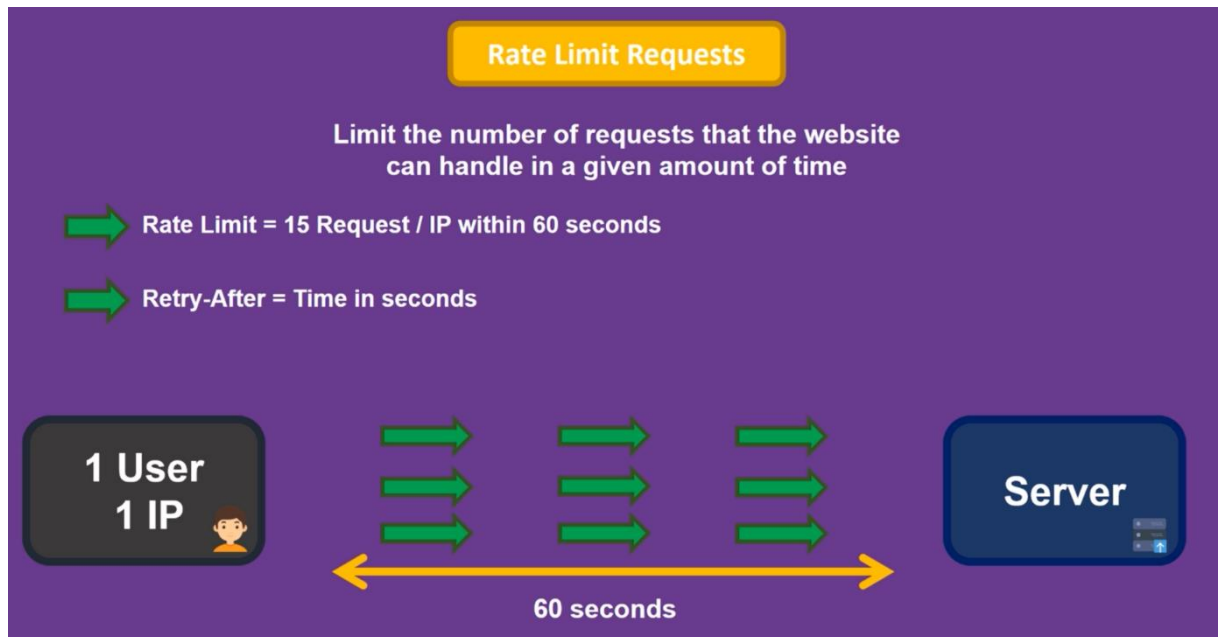 Rate Limit Requests
Limit the number of requests that the website
can handle in a given amount of time
Rate Limit = 15 Request / IP within 60 seconds
Retry-After = Time in seconds
1 User
1 IP
Server
60 seconds